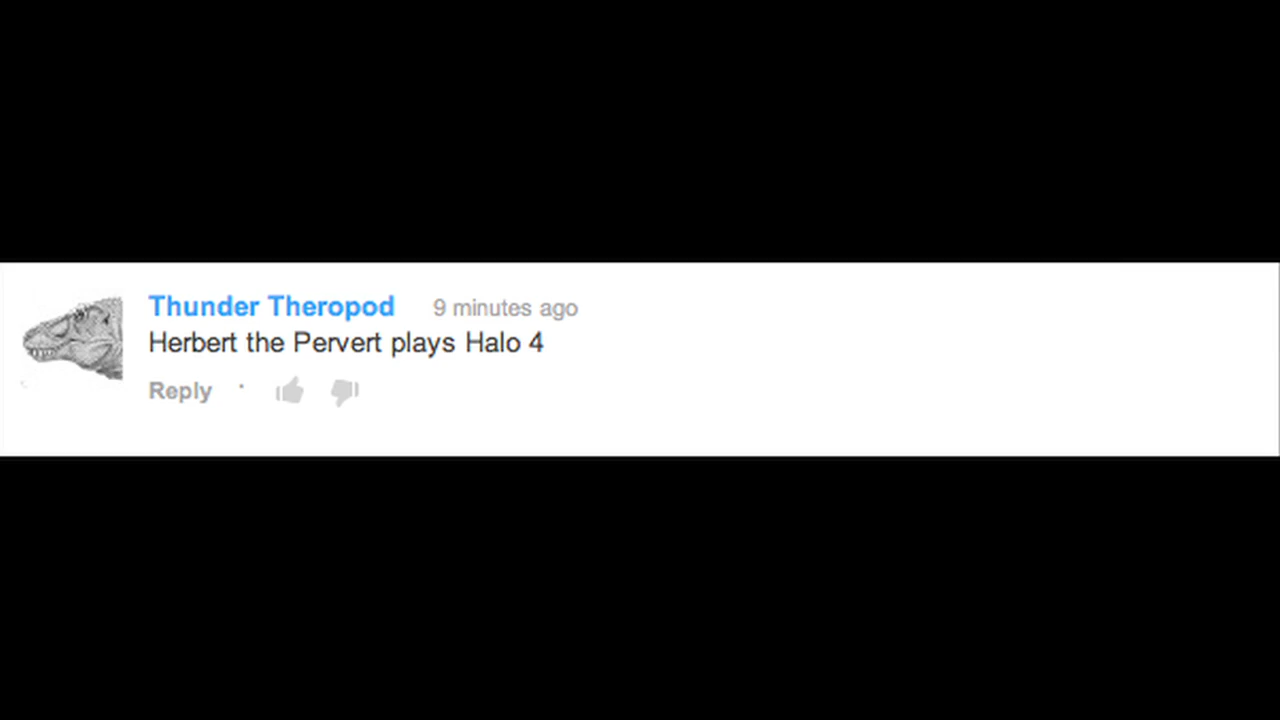 Thunder Theropod 9 minutes ago
Herbert the Pervert plays Halo 4
Reply ·